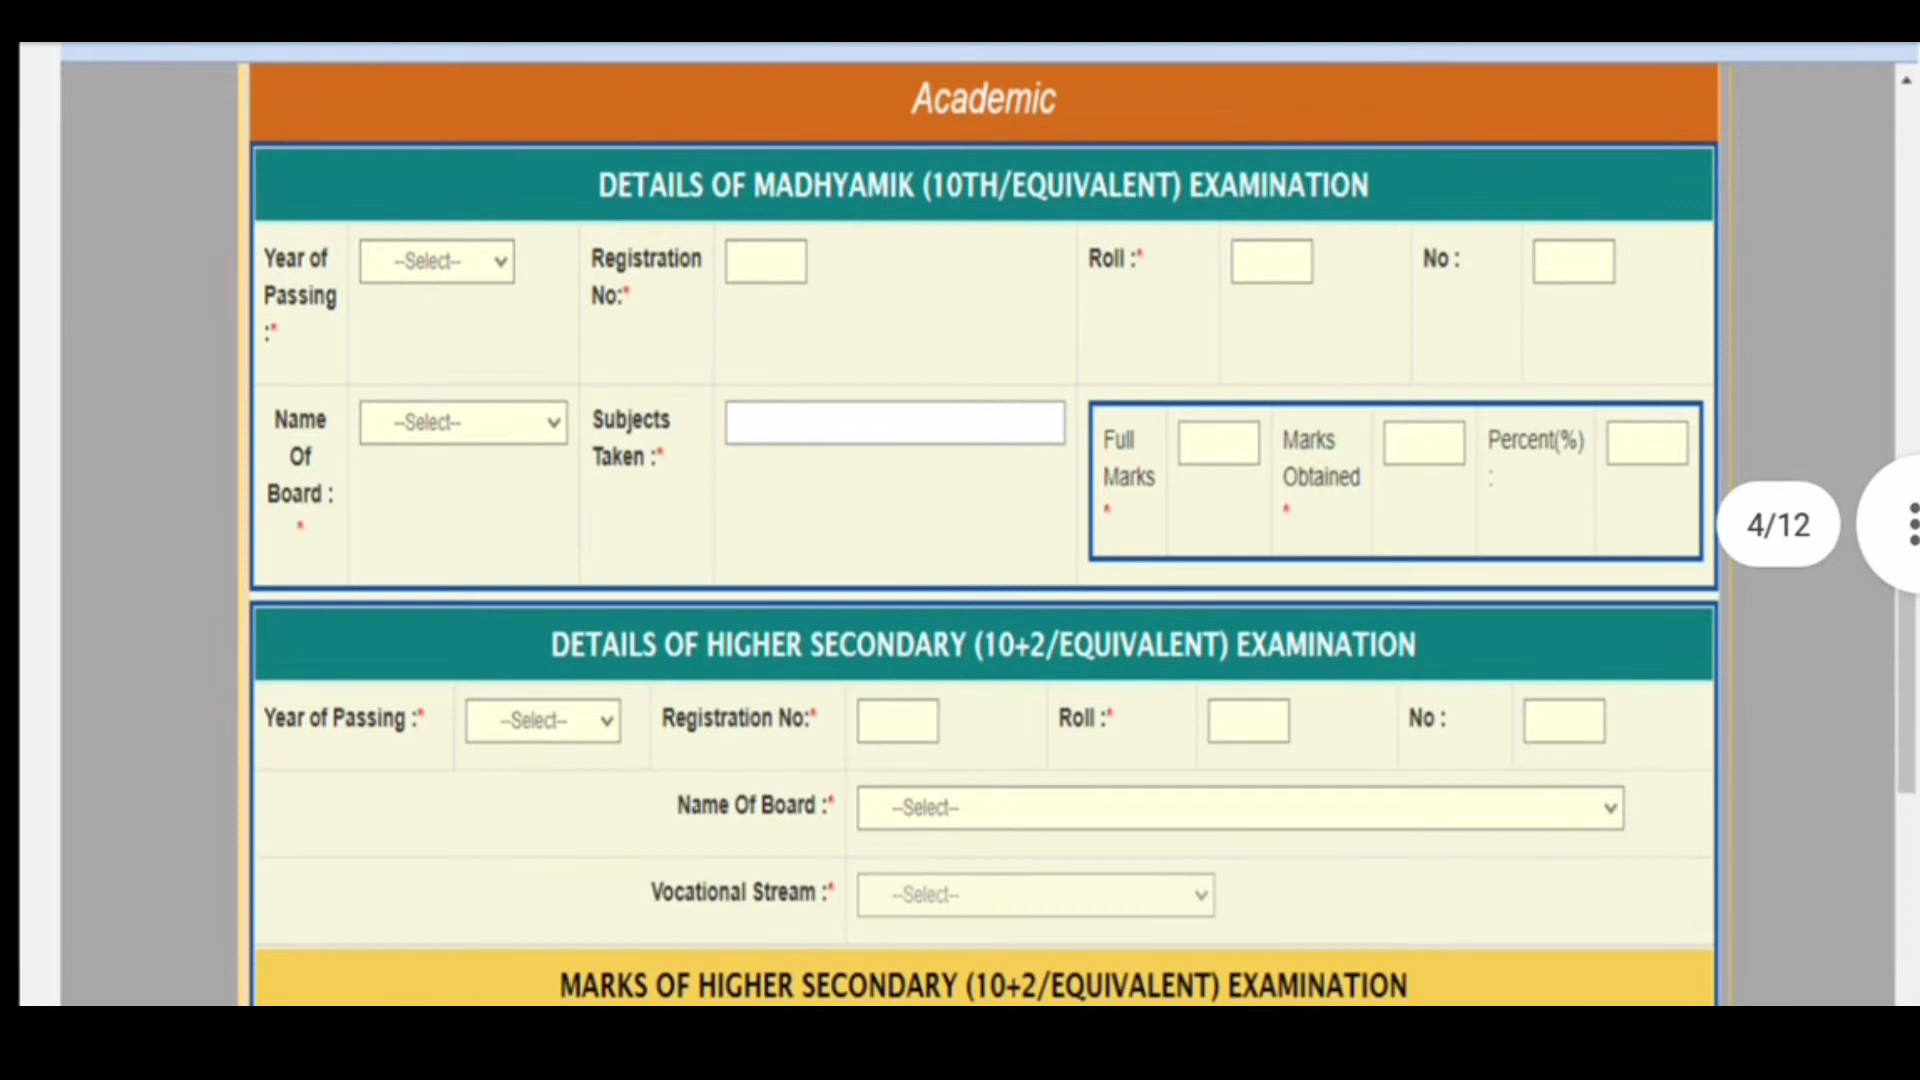 Academic
DETAILS OF MADHYAMIK (10TH/EQUIVALENT) EXAMINATION
Year of Passing :* --Select-- Registration No:* Roll :* No :
Name Of Board : * --Select-- Subjects Taken :* Full Marks * Marks Obtained * Percent(%) :
4/12
DETAILS OF HIGHER SECONDARY (10+2/EQUIVALENT) EXAMINATION
Year of Passing :* --Select-- Registration No:* Roll :* No :
Name Of Board :* --Select--
Vocational Stream :* --Select--
MARKS OF HIGHER SECONDARY (10+2/EQUIVALENT) EXAMINATION